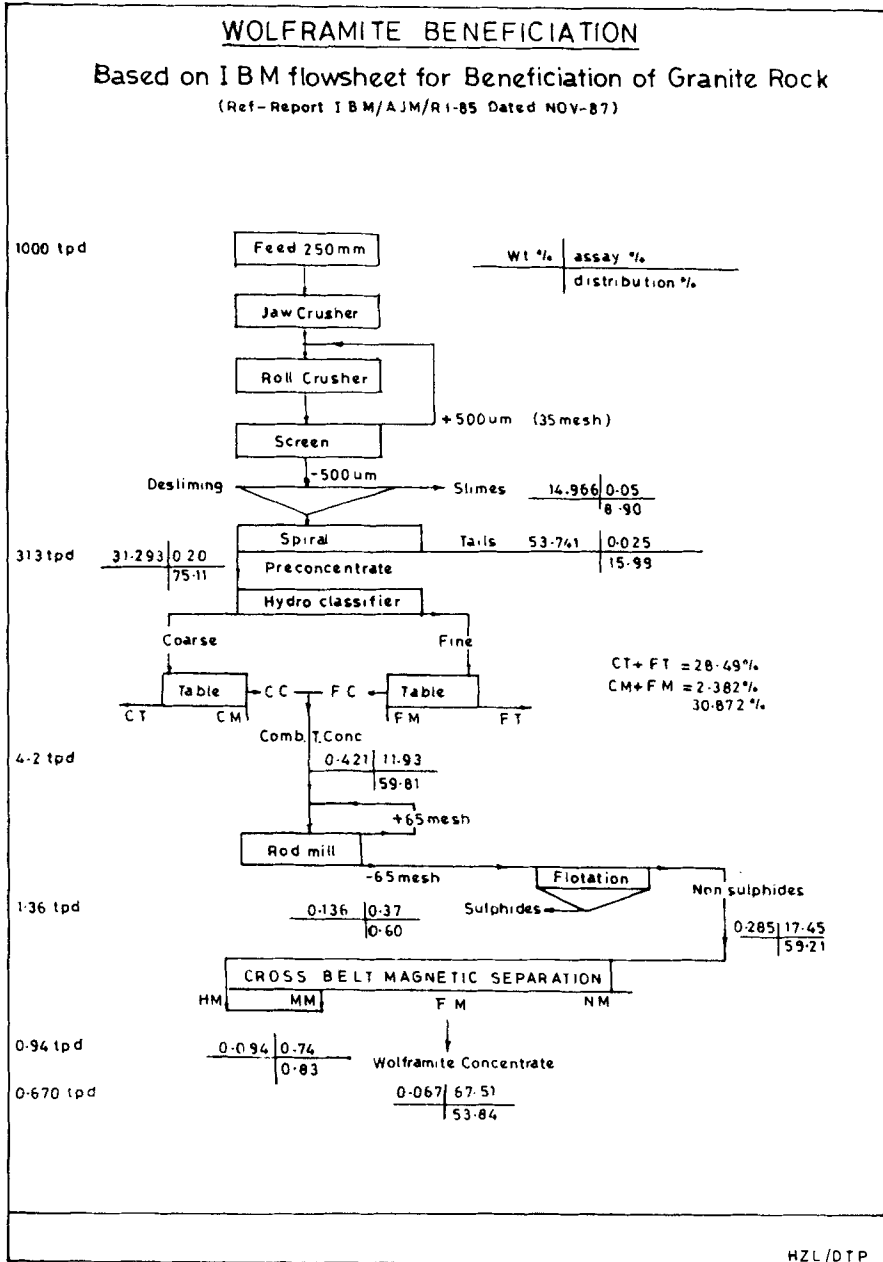 WOLFRAMITE BENEFICIATION
Based on I B M flowsheet for Beneficiation of Granite Rock
(Ref-Report I B M/AJM/R1-85 Dated NOV-87)
1000 tpd
Feed 250mm
Wt % assay %
distribution %
Jaw Crusher
Roll Crusher
+500um (35mesh)
Screen
-500um
Desliming
Slimes
14.966 0.05
8.90
Spiral
Tails 53.741 0.025
15.99
313 tpd
31.293 0.20
75.11
Preconcentrate
Hydro classifier
Coarse
Fine
CT+ FT = 28.49%
CM+ FM = 2.382%
30.872 %
Table
CC
FC
Table
CT
CM
FM
FT
Comb. T. Conc
4.2 tpd
0.421 11.93
59.81
+65 mesh
Rod mill
-65 mesh
Flotation
Non sulphides
Sulphides
1.36 tpd
0.136 0.37
0.60
0.285 17.45
59.21
CROSS BELT MAGNETIC SEPARATION
HM
MM
F M
NM
0.94 tpd
0.094 0.74
0.83
Wolframite Concentrate
0.670 tpd
0.067 67.51
53.84
HZL/DTP